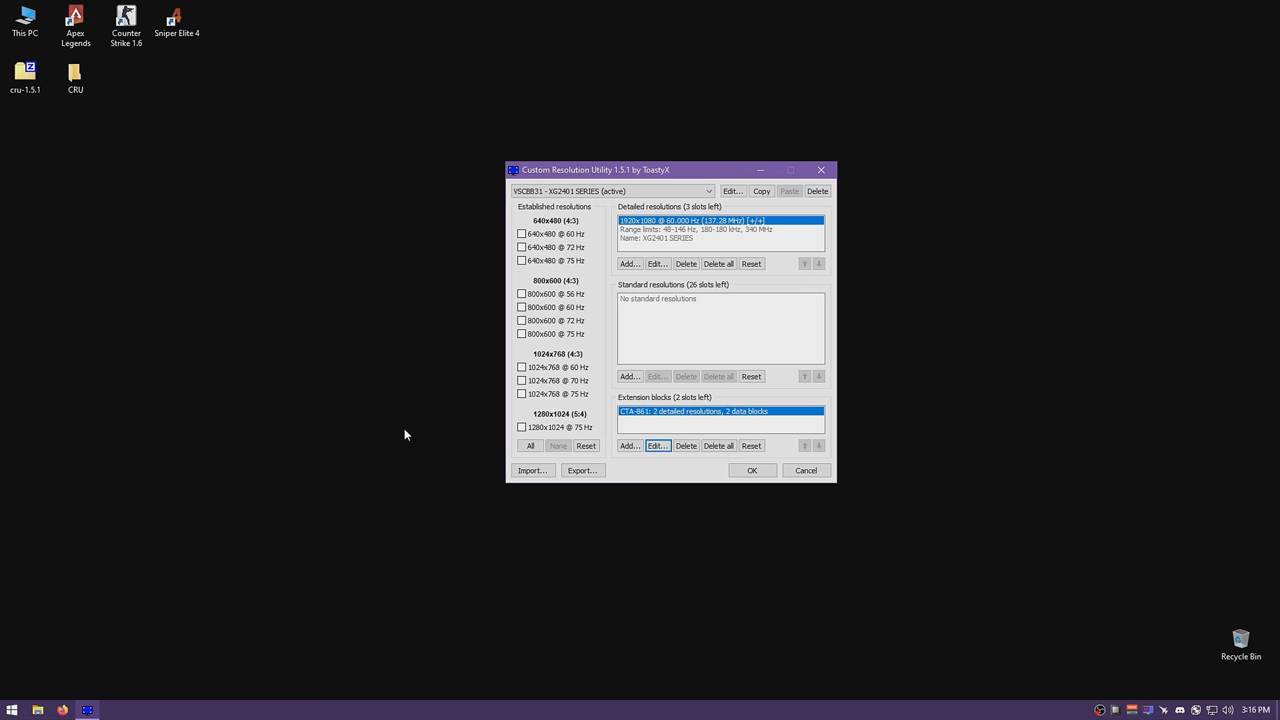 This PC
Apex
Legends
Counter
Strike 1.6
Sniper Elite 4
cru-1.5.1
CRU
Custom Resolution Utility 1.5.1 by ToastyX
VSCBB31 - XG2401 SERIES (active)
Edit...
Copy
Paste
Delete
Established resolutions
640x480 (4:3)
640x480 @ 60 Hz
640x480 @ 72 Hz
640x480 @ 75 Hz
800x600 (4:3)
800x600 @ 56 Hz
800x600 @ 60 Hz
800x600 @ 72 Hz
800x600 @ 75 Hz
1024x768 (4:3)
1024x768 @ 60 Hz
1024x768 @ 70 Hz
1024x768 @ 75 Hz
1280x1024 (5:4)
1280x1024 @ 75 Hz
All
None
Reset
Detailed resolutions (3 slots left)
1920x1080 @ 60.000 Hz (137.28 MHz) [+/+]
Range limits: 48-146 Hz, 180-180 kHz, 340 MHz
Name: XG2401 SERIES
Add...
Edit...
Delete
Delete all
Reset
Standard resolutions (26 slots left)
No standard resolutions
Add...
Edit...
Delete
Delete all
Reset
Extension blocks (2 slots left)
CTA-861: 2 detailed resolutions, 2 data blocks
Add...
Edit...
Delete
Delete all
Reset
Import...
Export...
OK
Cancel
Recycle Bin
3:16 PM